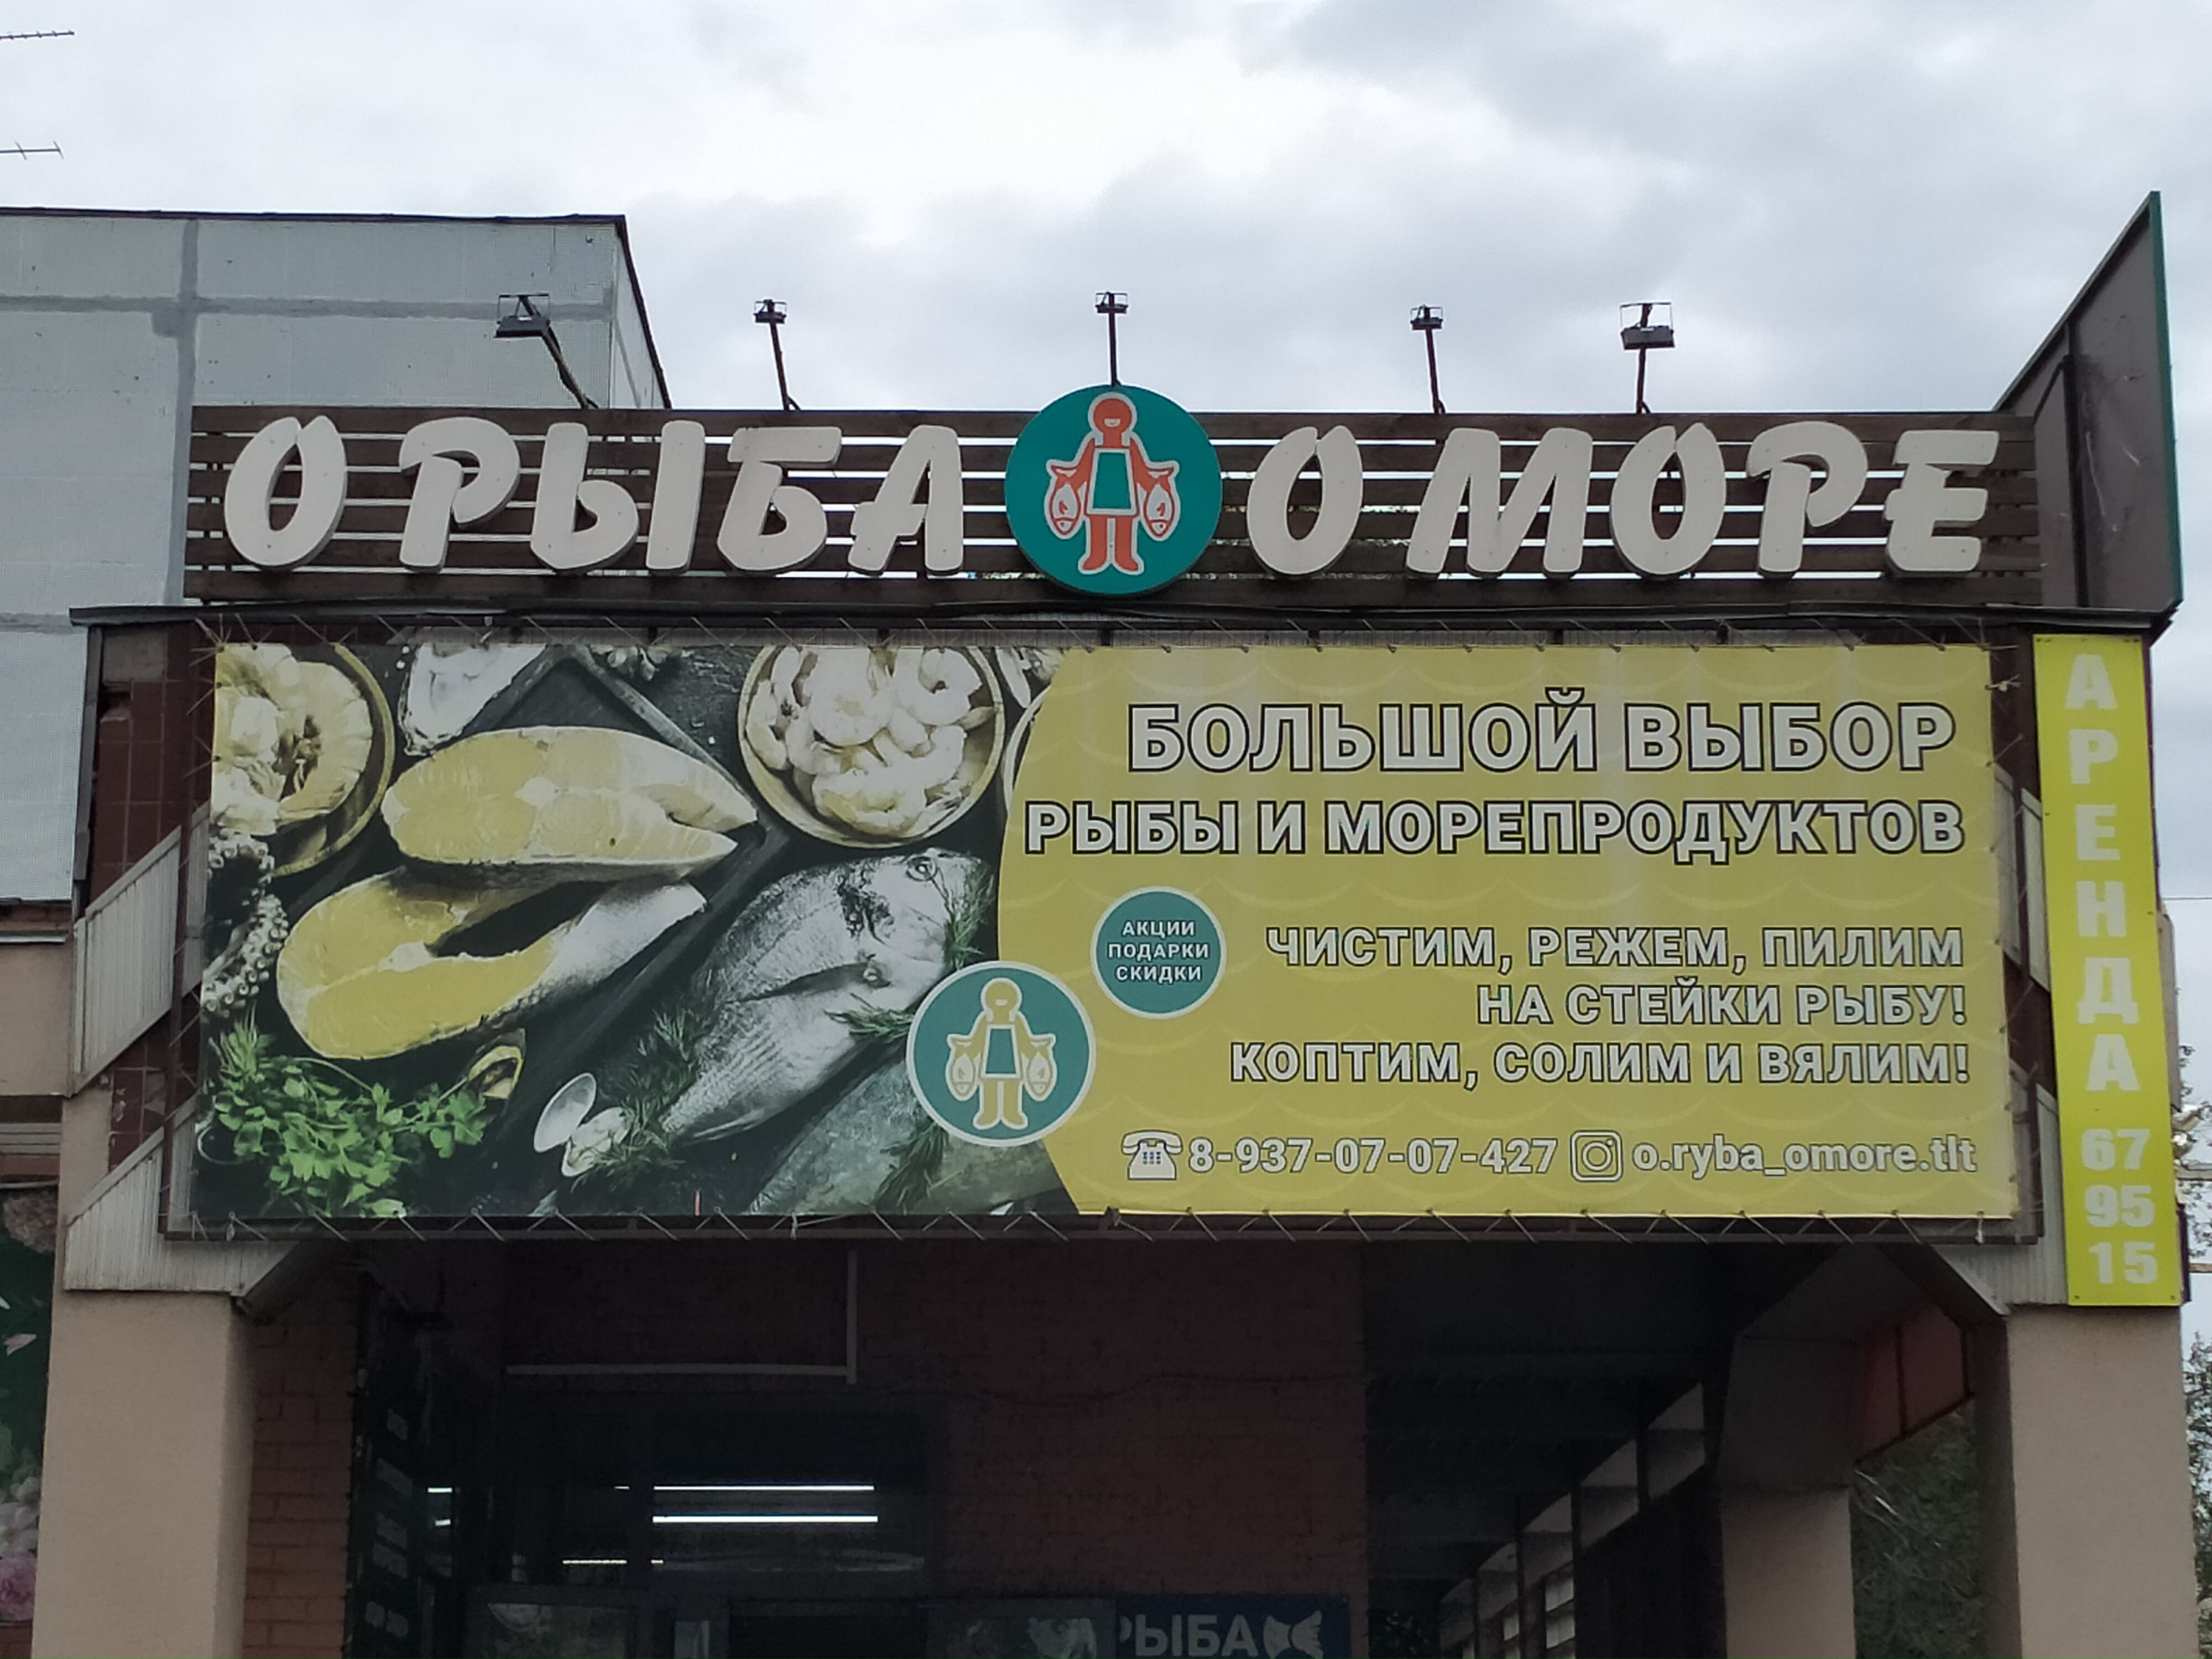 О РЫБА О МОРЕ
БОЛЬШОЙ ВЫБОР
РЫБЫ И МОРЕПРОДУКТОВ
АКЦИИ
ПОДАРКИ
СКИДКИ
ЧИСТИМ, РЕЖЕМ, ПИЛИМ
НА СТЕЙКИ РЫБУ!
КОПТИМ, СОЛИМ И ВЯЛИМ!
8-937-07-07-427 o.ryba_omore.tlt
АРЕНДА
67
95
15
РЫБА